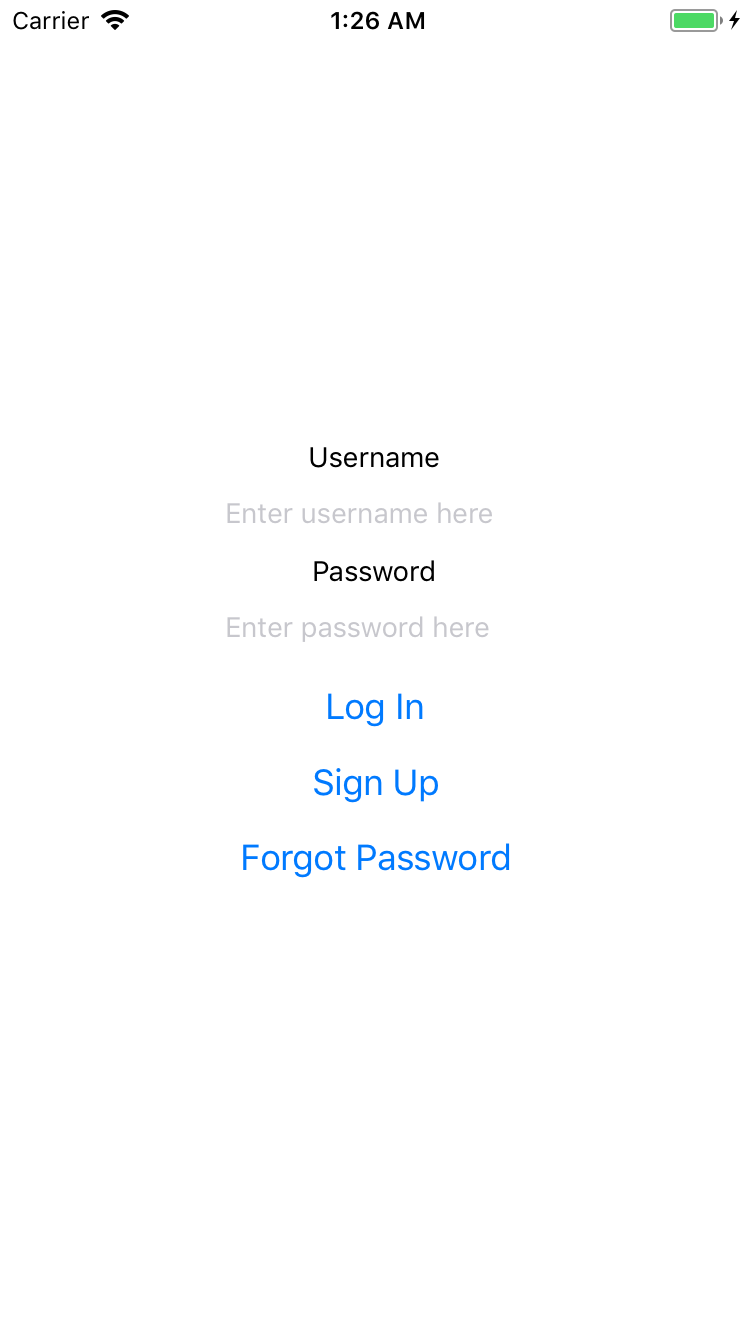 Carrier 1:26 AM
Username
Enter username here
Password
Enter password here
Log In
Sign Up
Forgot Password